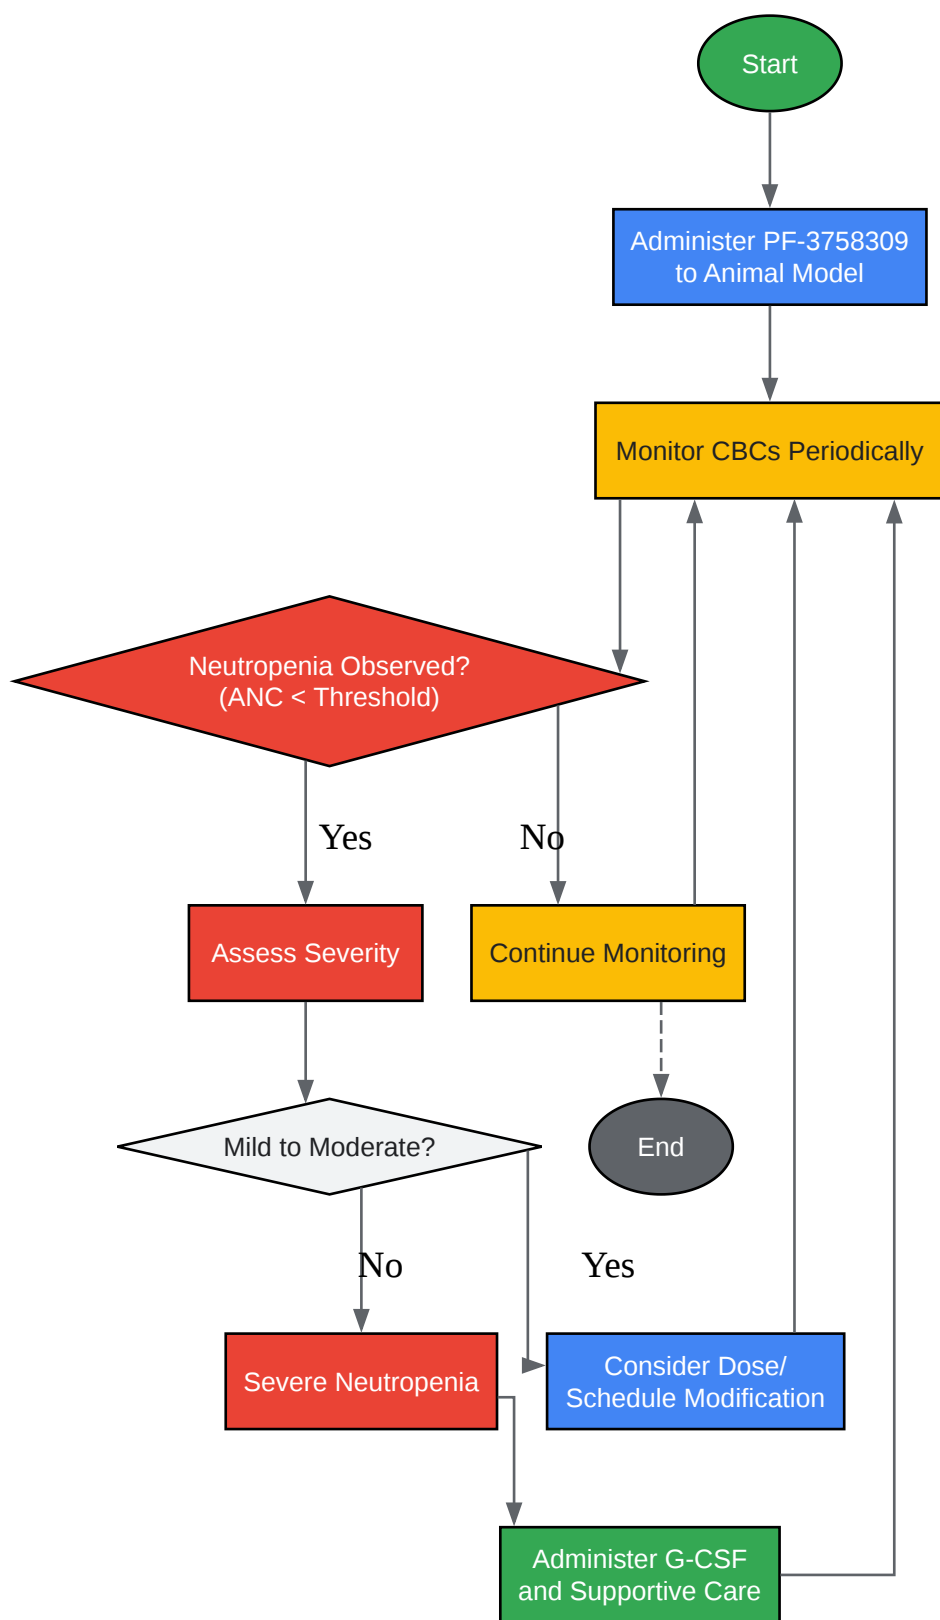 Start
Administer PF-3758309
to Animal Model
Monitor CBCs Periodically
Neutropenia Observed?
(ANC < Threshold)
Yes
No
Assess Severity
Continue Monitoring
Mild to Moderate?
End
No
Yes
Severe Neutropenia
Consider Dose/
Schedule Modification
Administer G-CSF
and Supportive Care